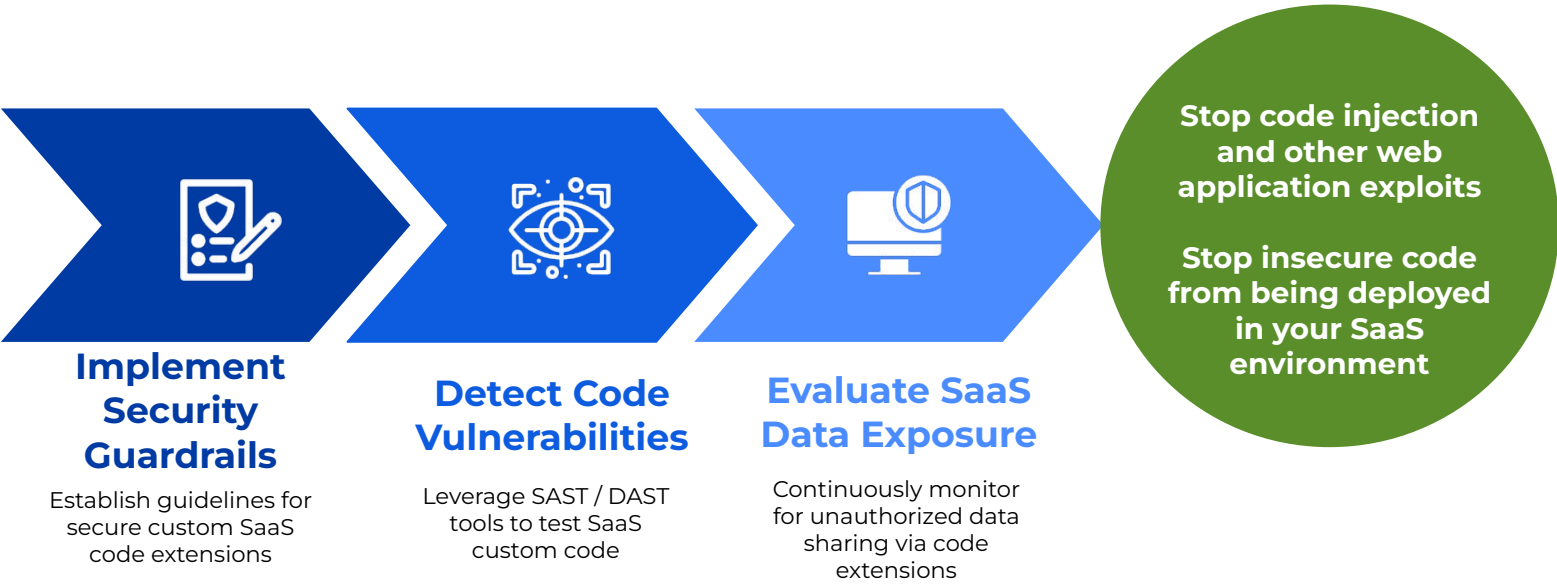 Implement
Security
Guardrails
Establish guidelines for
secure custom SaaS
code extensions
Detect Code
Vulnerabilities
Leverage SAST / DAST
tools to test SaaS
custom code
Evaluate SaaS
Data Exposure
Continuously monitor
for unauthorized data
sharing via code
extensions
Stop code injection
and other web
application exploits
Stop insecure code
from being deployed
in your SaaS
environment